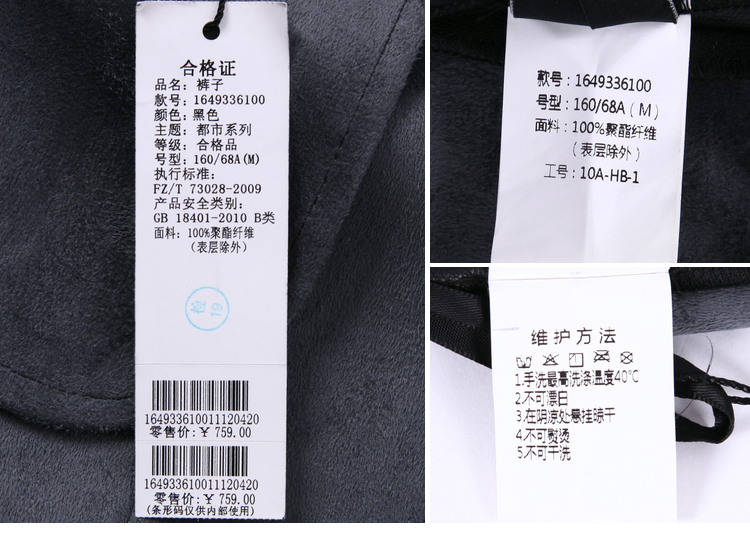 合格证
品名：裤子
款号：1649336100
颜色：黑色
主题：都市系列
等级：合格品
号型：160/68A(M)
执行标准：
FZ/T 73028-2009
产品安全类别：
GB 18401-2010 B类
面料：100%聚酯纤维
（表层除外）
检 19
164933610011120420
零售价：¥ 759.00
164933610011120420
零售价：¥ 759.00
(条形码仅供内部使用)
款号：1649336100
号型：160/68A（M）
面料：100%聚酯纤维
（表层除外）
工号：10A-HB-1
维护方法
1.手洗最高洗涤温度40℃
2.不可漂白
3.在阴凉处悬挂晾干
4.不可熨烫
5.不可干洗